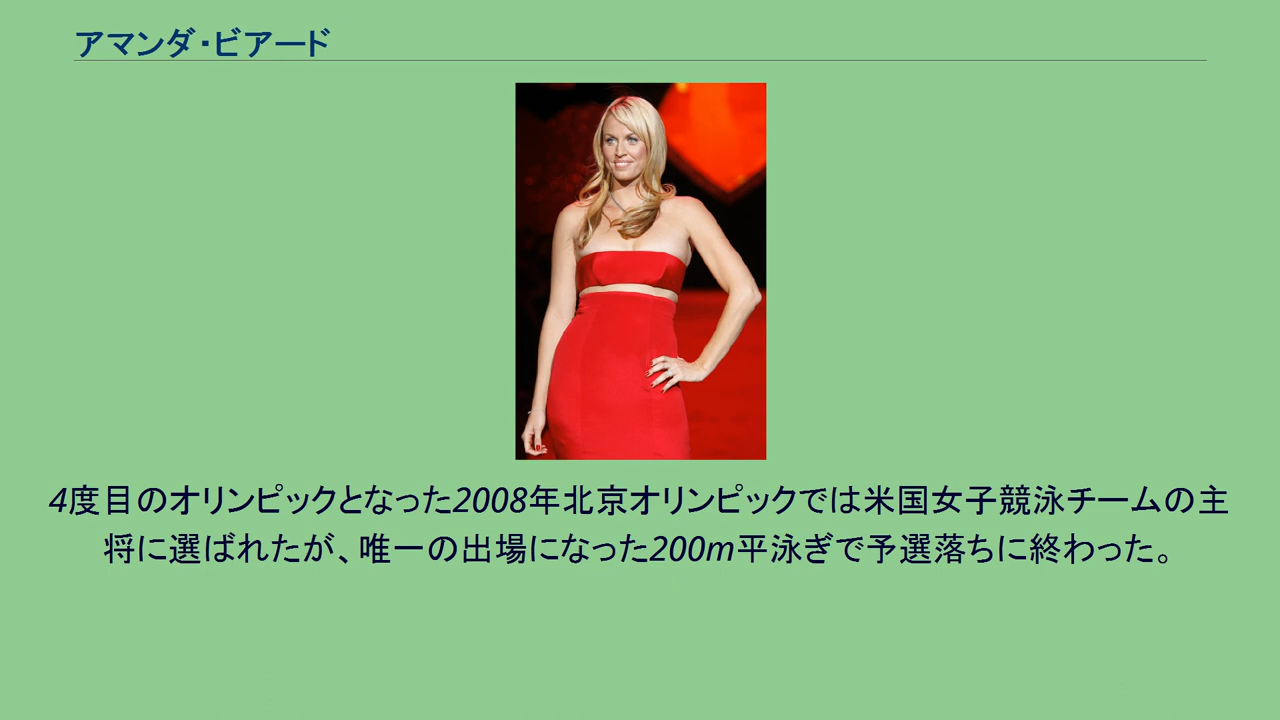 アマンダ・ビアード
4度目のオリンピックとなった2008年北京オリンピックでは米国女子競泳チームの主
将に選ばれたが、唯一の出場になった200m平泳ぎで予選落ちに終わった。